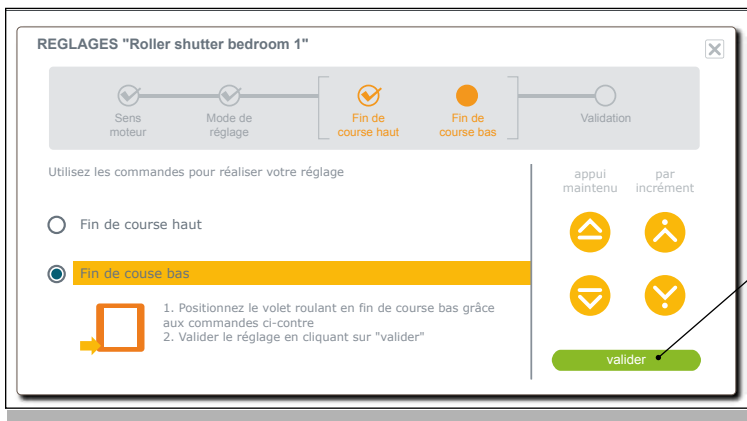 REGLAGES "Roller shutter bedroom 1"
Sens
moteur
Mode de
réglage
Fin de
course haut
Fin de
course bas
Validation
Utilisez les commandes pour réaliser votre réglage
appui
maintenu
par
incrément
Fin de course haut
Fin de couse bas
1. Positionnez le volet roulant en fin de course bas grâce
aux commandes ci-contre
2. Valider le réglage en cliquant sur "valider"
valider